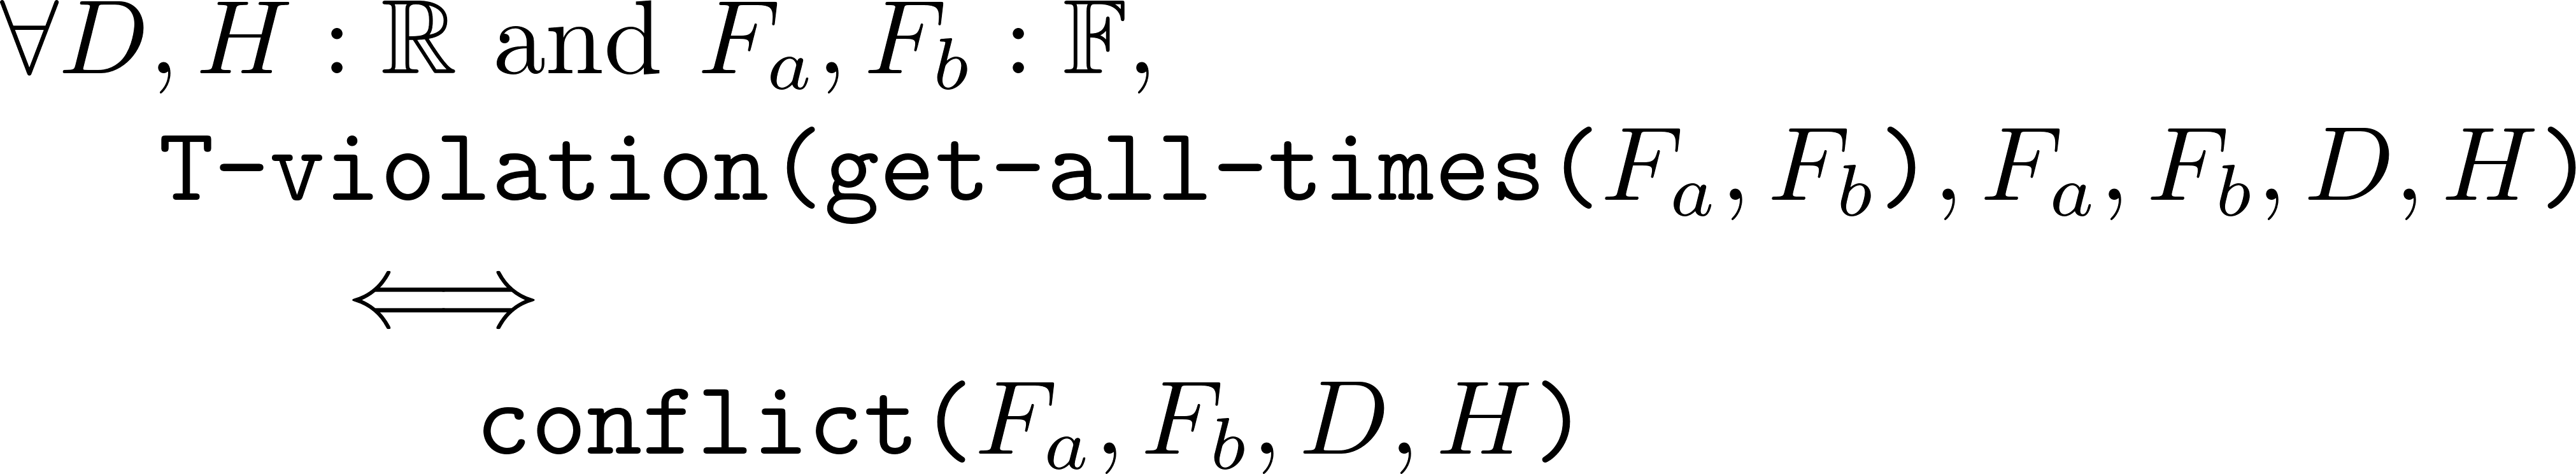 ∀D, H : ℝ and F_a, F_b : 𝔽,
T-violation(get-all-times(F_a, F_b), F_a, F_b, D, H)
⟺
conflict(F_a, F_b, D, H)